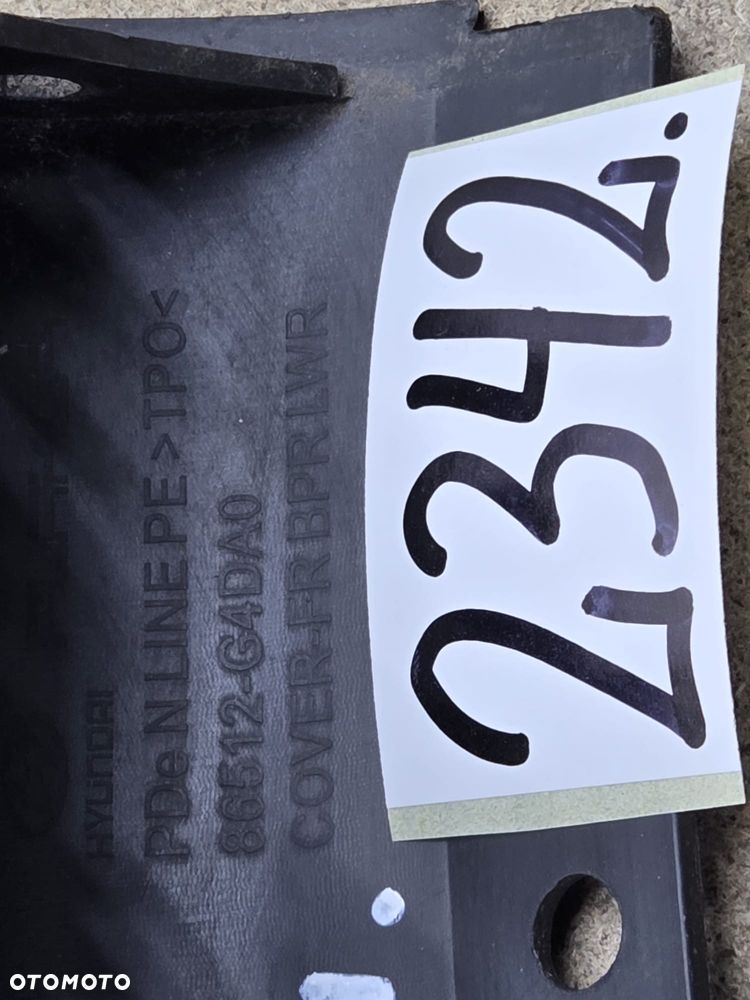 HYUNDAI
PDe N LINE PE >TPO<
86512-G4DA0
COVER-FR BPR LWR
2342.
OTOMOTO